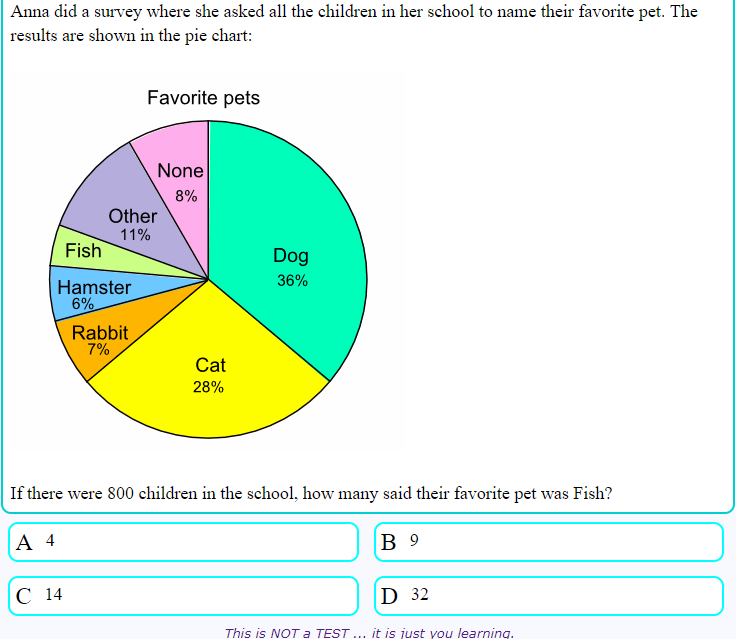 Anna did a survey where she asked all the children in her school to name their favorite pet. The
results are shown in the pie chart:
Favorite pets
None
8%
Other
11%
Fish
Dog
36%
Hamster
6%
Rabbit
7%
Cat
28%
If there were 800 children in the school, how many said their favorite pet was Fish?
A 4
B 9
C 14
D 32
This is NOT a TEST ... it is just you learning.